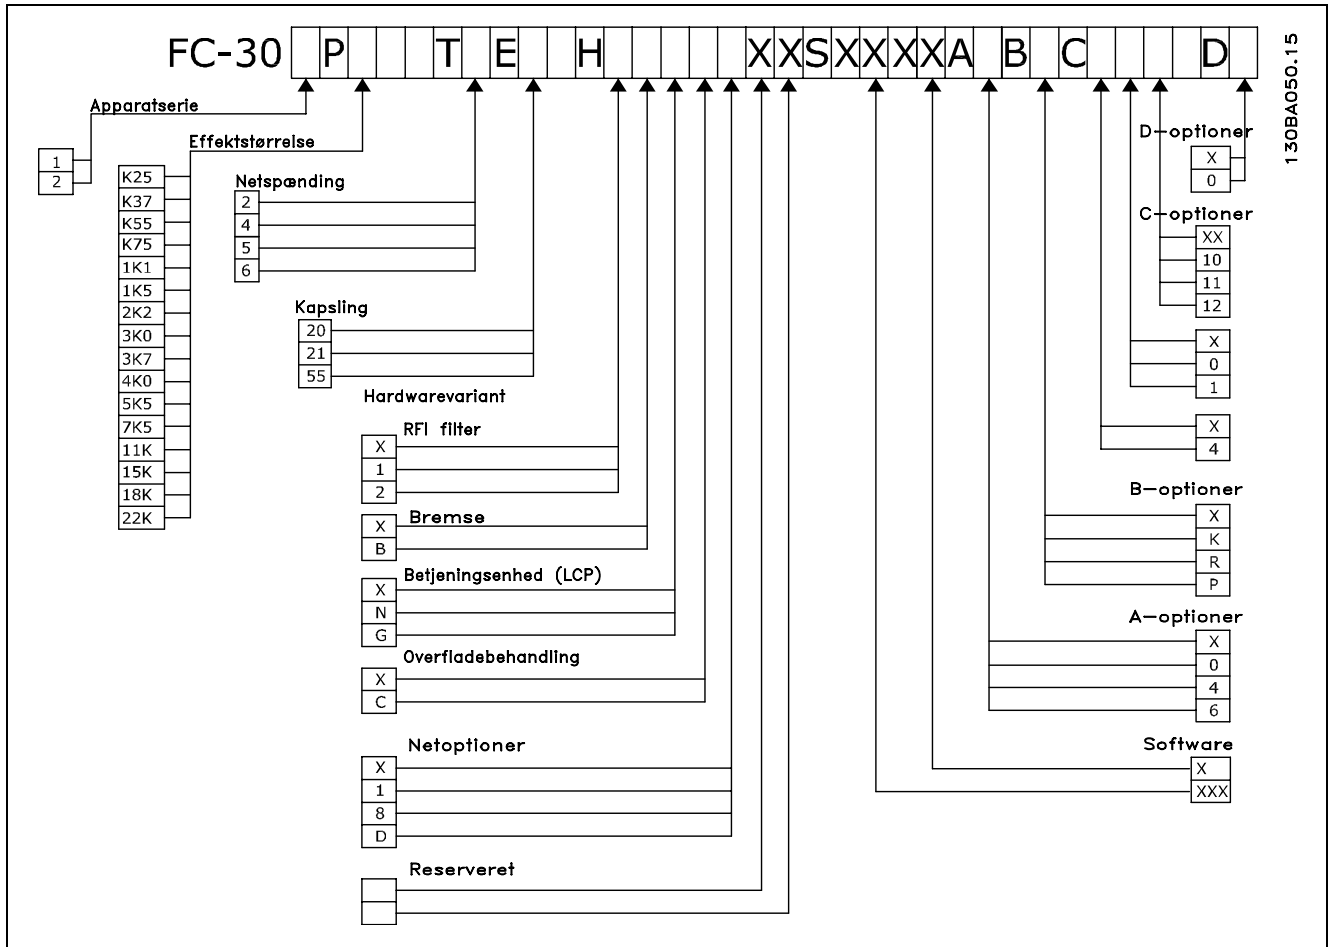 FC-30 P T E H XXSXXXXA B C D
130BA050.15
Apparatserie
1
2
Effektstørrelse
K25
K37
K55
K75
1K1
1K5
2K2
3K0
3K7
4K0
5K5
7K5
11K
15K
18K
22K
Netspænding
2
4
5
6
Kapsling
20
21
55
Hardwarevariant
RFI filter
X
1
2
Bremse
X
B
Betjeningsenhed (LCP)
X
N
G
Overfladebehandling
X
C
Netoptioner
X
1
8
D
Reserveret
D-optioner
X
0
C-optioner
XX
10
11
12
X
0
1
X
4
B-optioner
X
K
R
P
A-optioner
X
0
4
6
Software
X
XXX